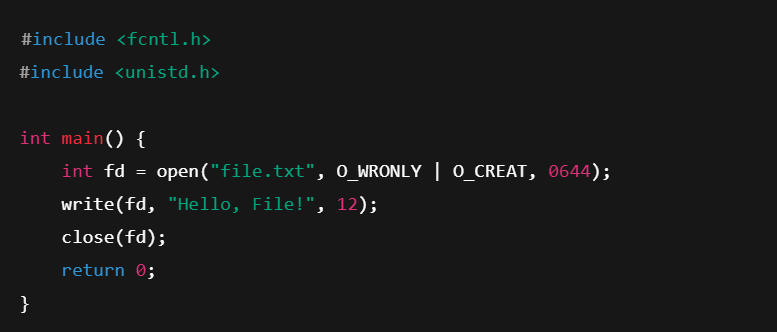 #include <fcntl.h>
#include <unistd.h>

int main() {
    int fd = open("file.txt", O_WRONLY | O_CREAT, 0644);
    write(fd, "Hello, File!", 12);
    close(fd);
    return 0;
}